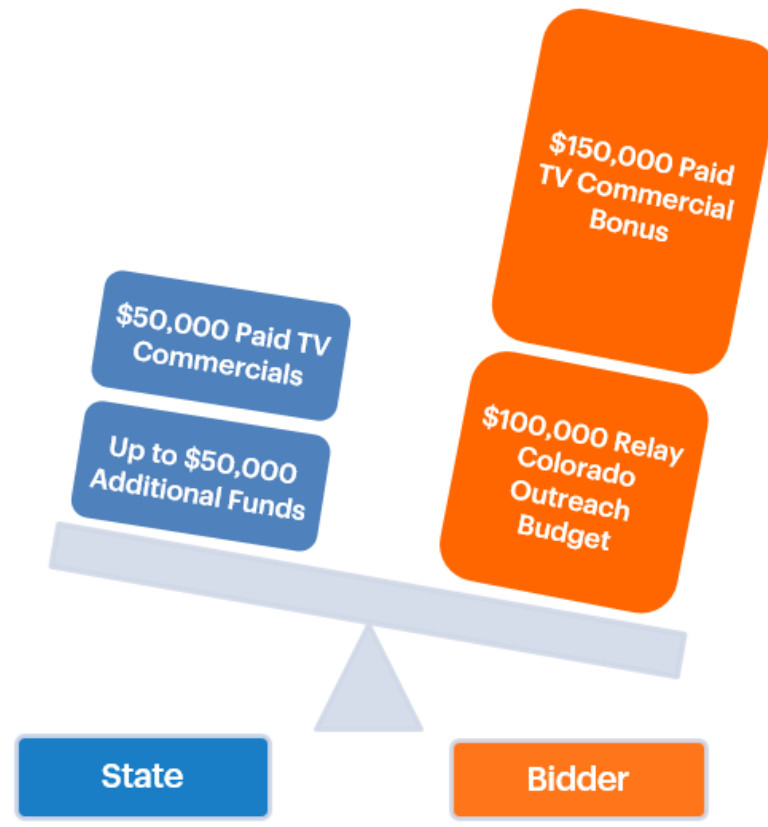 $50,000 Paid TV
Commercials
Up to $50,000
Additional Funds
$150,000 Paid
TV Commercial
Bonus
$100,000 Relay
Colorado
Outreach
Budget
State
Bidder